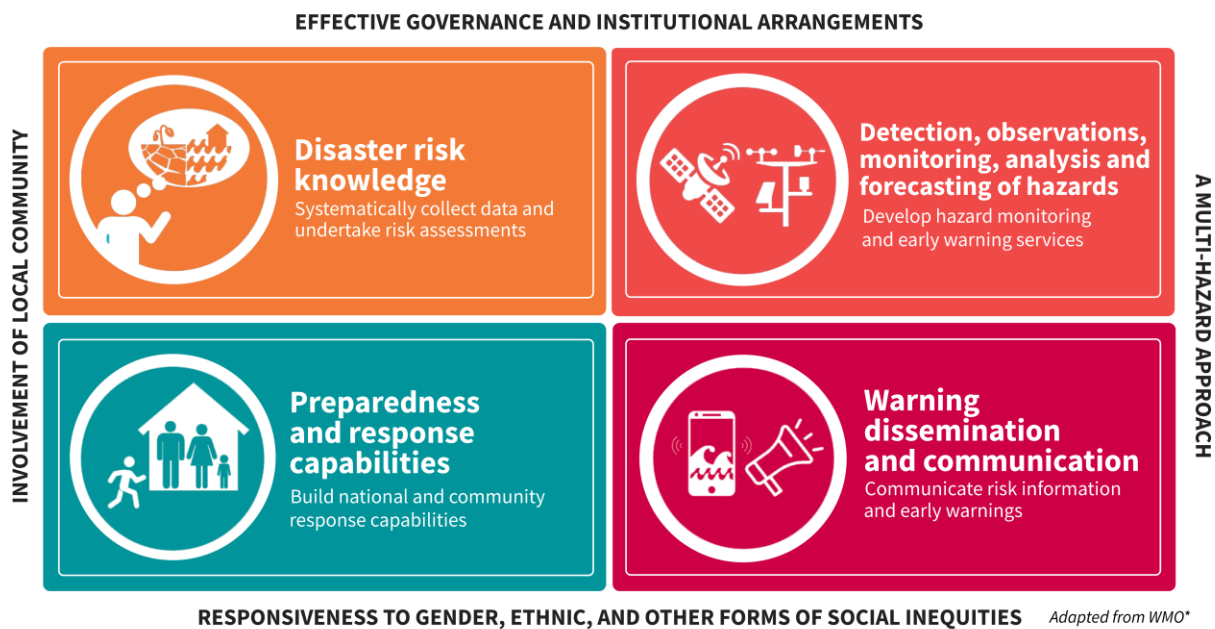 EFFECTIVE GOVERNANCE AND INSTITUTIONAL ARRANGEMENTS
INVOLVEMENT OF LOCAL COMMUNITY
Disaster risk
knowledge
Systematically collect data and
undertake risk assessments
Detection, observations,
monitoring, analysis and
forecasting of hazards
Develop hazard monitoring
and early warning services
A MULTI-HAZARD APPROACH
Preparedness
and response
capabilities
Build national and community
response capabilities
Warning
dissemination
and communication
Communicate risk information
and early warnings
RESPONSIVENESS TO GENDER, ETHNIC, AND OTHER FORMS OF SOCIAL INEQUITIES
Adapted from WMO*